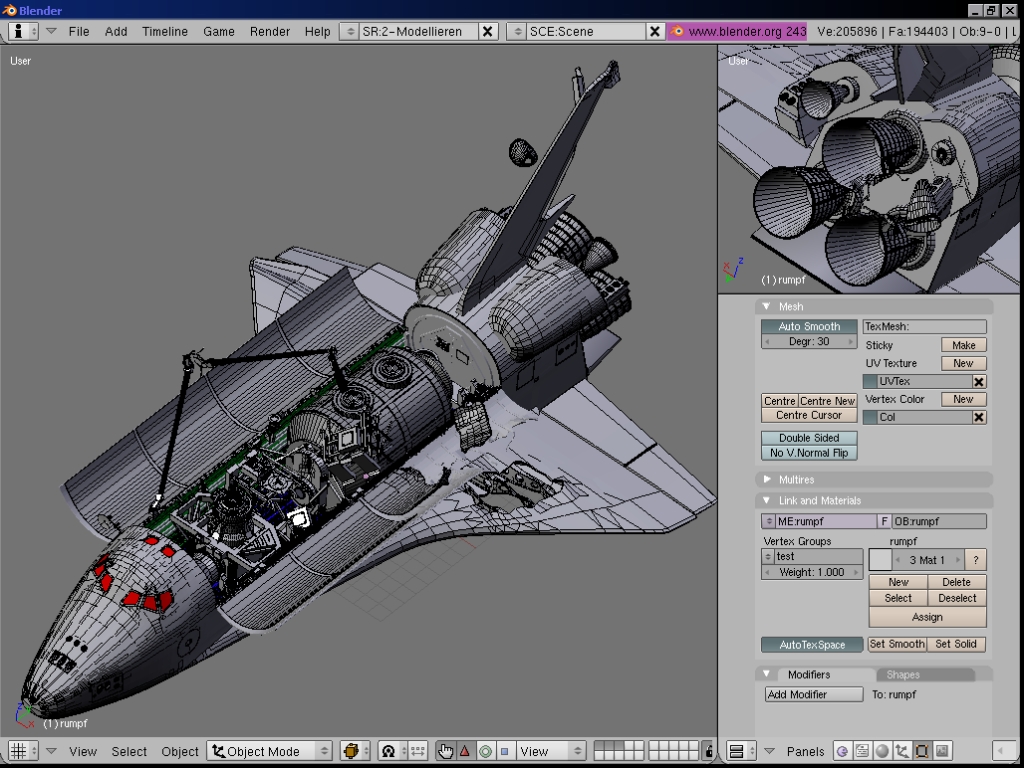 Blender
File Add Timeline Game Render Help SR:2-Modellieren SCE:Scene www.blender.org 243 Ve:205896 | Fa:194403 | Ob:9-0 |
User
User
(1) rumpf
Mesh
Auto Smooth
Degr: 30
TexMesh:
Sticky Make
UV Texture New
UVTex
Centre Centre New
Centre Cursor
Vertex Color New
Col
Double Sided
No V.Normal Flip
Multires
Link and Materials
ME:rumpf F OB:rumpf
Vertex Groups
test
Weight: 1.000
rumpf
3 Mat 1 ?
New Delete
Select Deselect
Assign
AutoTexSpace Set Smooth Set Solid
Modifiers Shapes
Add Modifier To: rumpf
(1) rumpf
View Select Object Object Mode View Panels